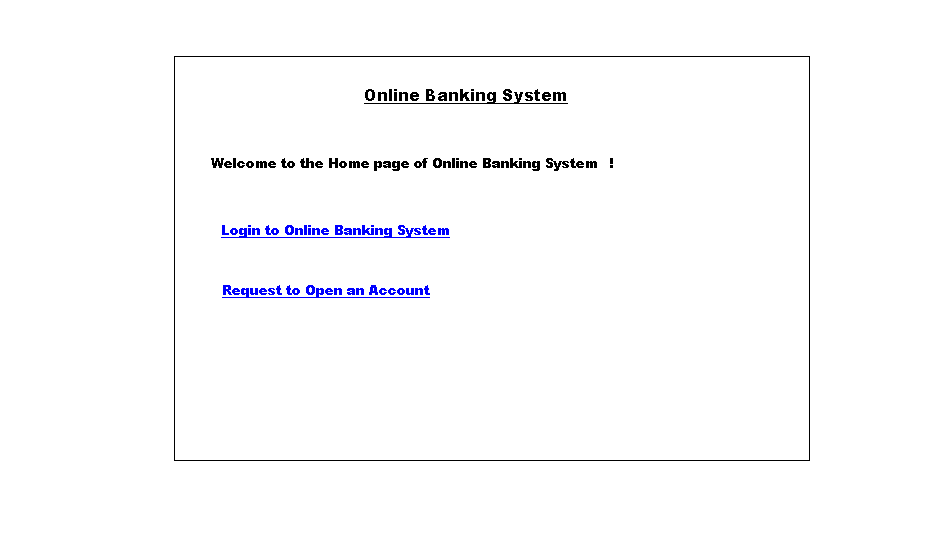 Online Banking System
Welcome to the Home page of Online Banking System !
Login to Online Banking System
Request to Open an Account